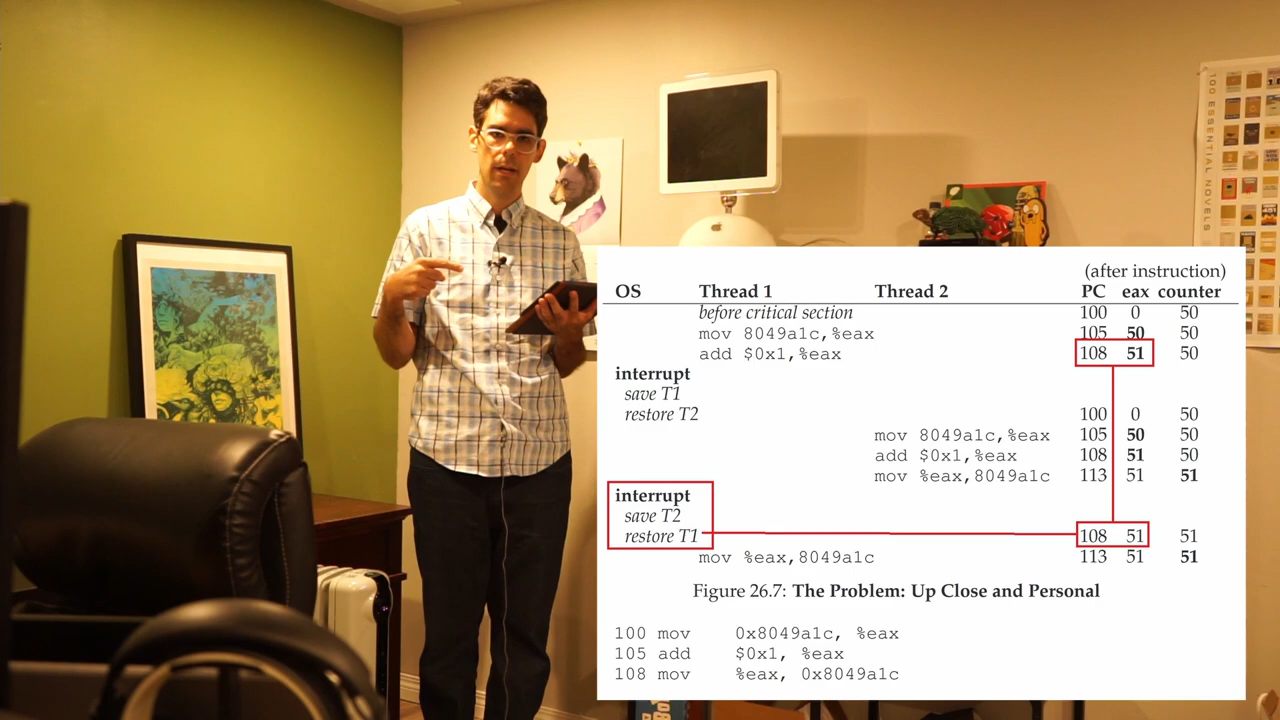 100 ESSENTIAL NOVELS
(after instruction)
OS Thread 1 Thread 2 PC eax counter
before critical section 100 0 50
mov 8049a1c,%eax 105 50 50
add $0x1,%eax 108 51 50
interrupt
save T1
restore T2 100 0 50
mov 8049a1c,%eax 105 50 50
add $0x1,%eax 108 51 50
mov %eax,8049a1c 113 51 51
interrupt
save T2
restore T1 108 51 51
mov %eax,8049a1c 113 51 51
Figure 26.7: The Problem: Up Close and Personal
100 mov 0x8049a1c, %eax
105 add $0x1, %eax
108 mov %eax, 0x8049a1c